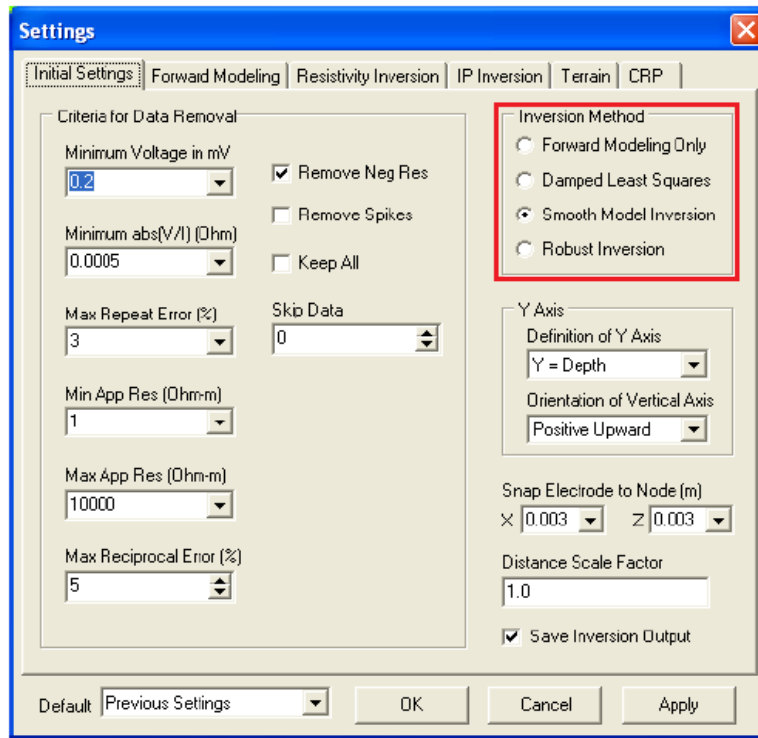 Settings
Initial Settings Forward Modeling Resistivity Inversion IP Inversion Terrain CRP
Criteria for Data Removal
Minimum Voltage in mV
0.2
Minimum abs(V/I) (Ohm)
0.0005
Max Repeat Error (%)
3
Min App Res (Ohm-m)
1
Max App Res (Ohm-m)
10000
Max Reciprocal Error (%)
5
Remove Neg Res
Remove Spikes
Keep All
Skip Data
0
Inversion Method
Forward Modeling Only
Damped Least Squares
Smooth Model Inversion
Robust Inversion
Y Axis
Definition of Y Axis
Y = Depth
Orientation of Vertical Axis
Positive Upward
Snap Electrode to Node (m)
X 0.003 Z 0.003
Distance Scale Factor
1.0
Save Inversion Output
Default Previous Settings OK Cancel Apply